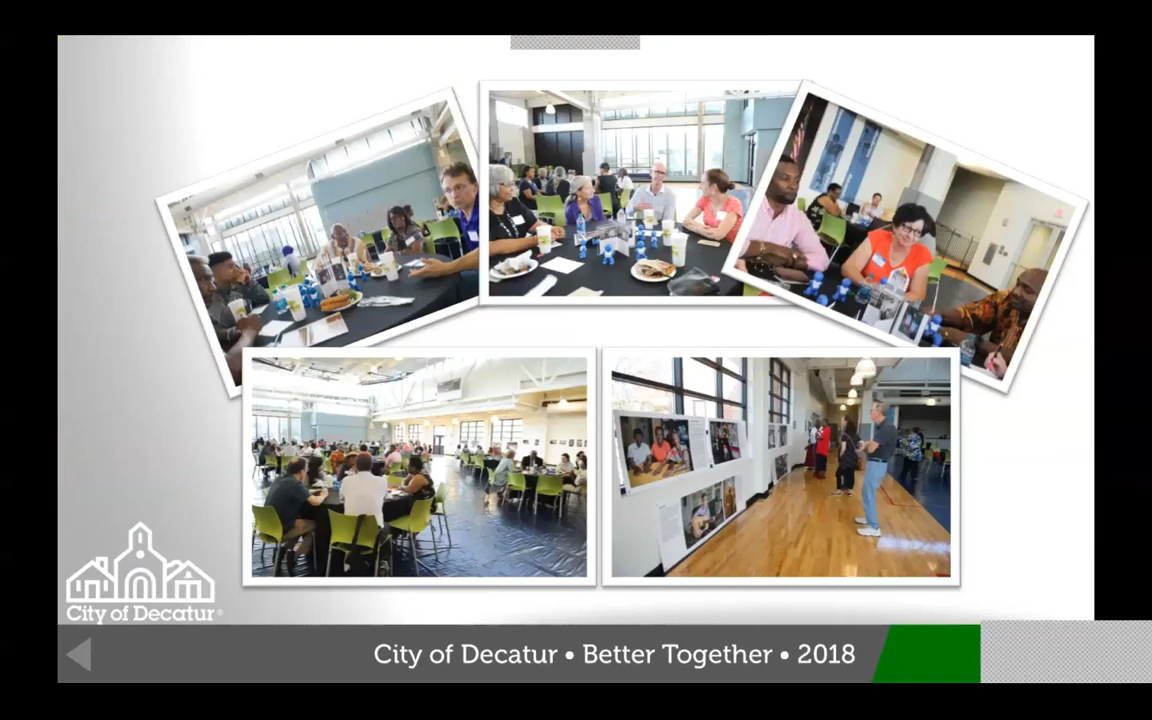 City of Decatur®
City of Decatur • Better Together • 2018